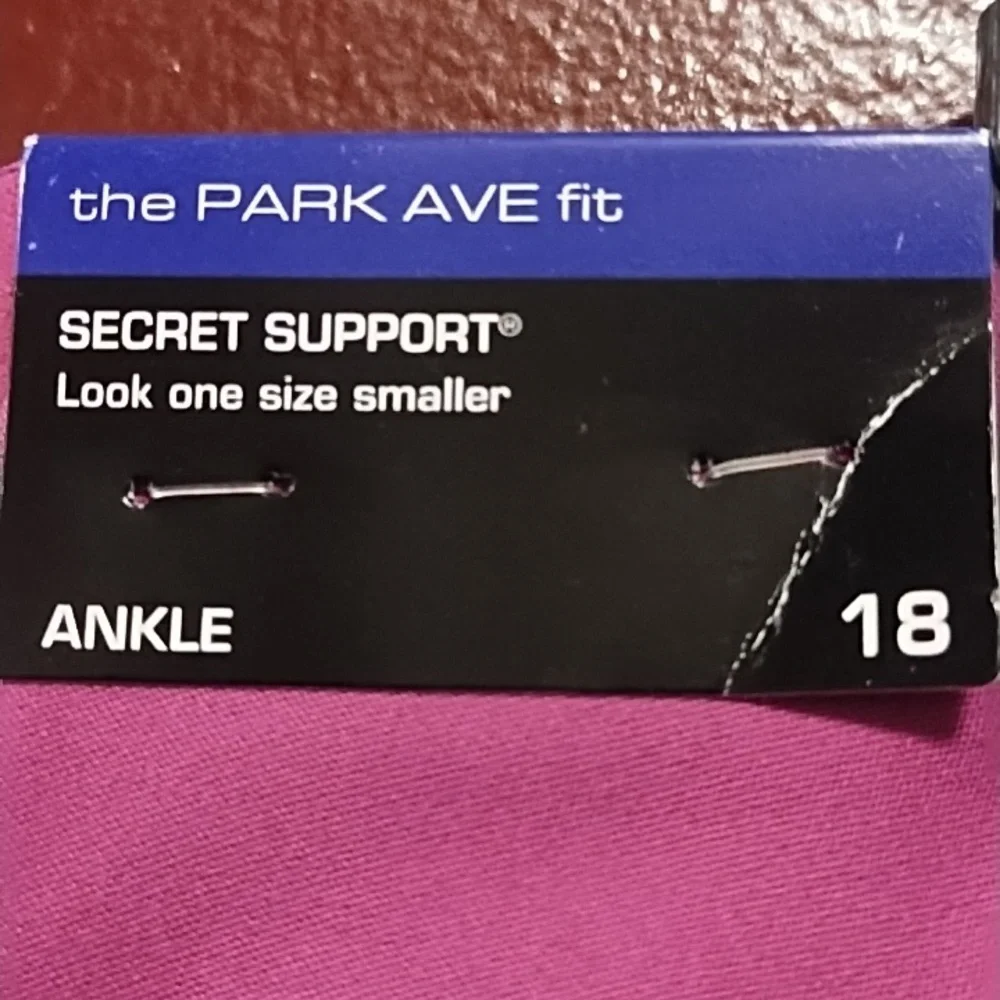 the PARK AVE fit
SECRET SUPPORT®
Look one size smaller
ANKLE
18